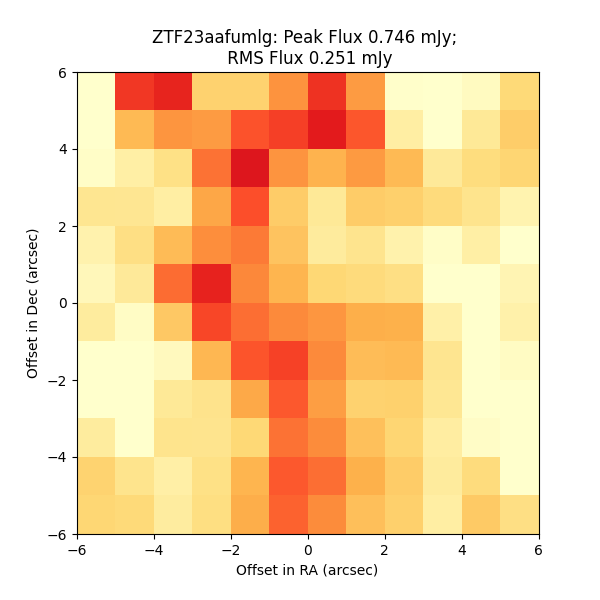 ZTF23aafumlg: Peak Flux 0.746 mJy;
RMS Flux 0.251 mJy
6
4
2
0
−2
−4
−6
Offset in Dec (arcsec)
−6 −4 −2 0 2 4 6
Offset in RA (arcsec)